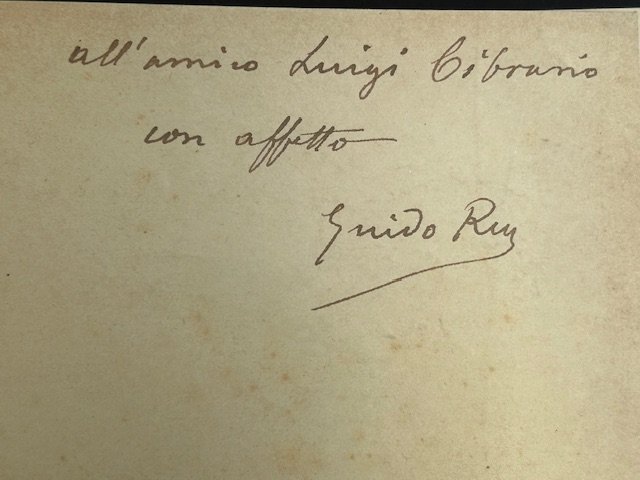 all'amico Luigi Cibrario
con affetto
Guido Rey